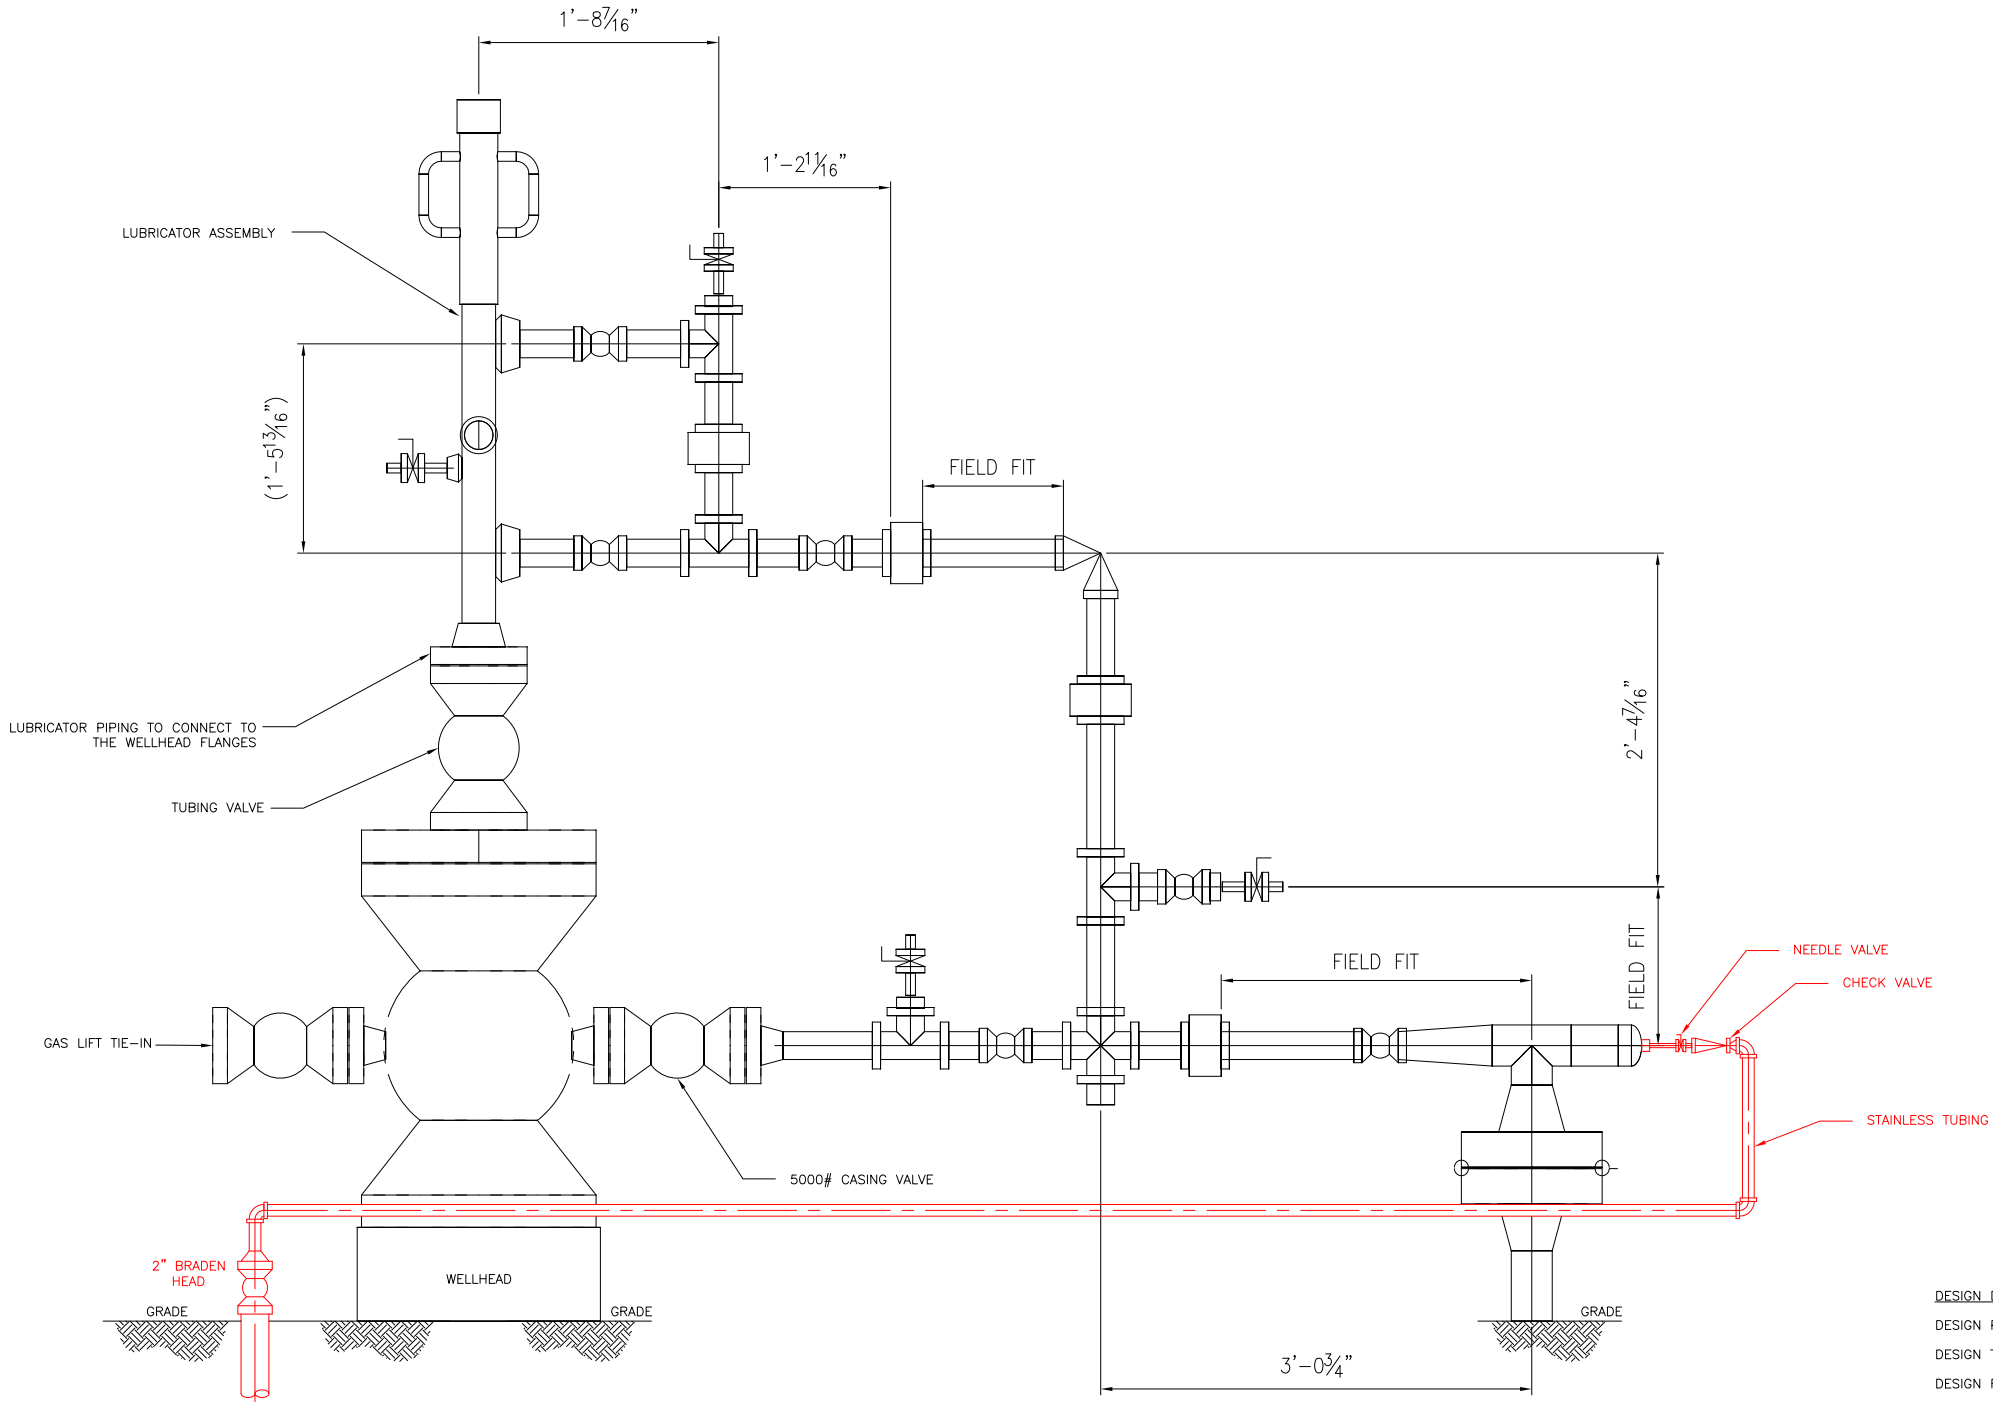 1'-8 7/16"
1'-2 11/16"
LUBRICATOR ASSEMBLY
(1'-5 13/16")
FIELD FIT
LUBRICATOR PIPING TO CONNECT TO
THE WELLHEAD FLANGES
2'-4 7/16"
TUBING VALVE
FIELD FIT
NEEDLE VALVE
FIELD FIT
CHECK VALVE
GAS LIFT TIE-IN
STAINLESS TUBING
5000# CASING VALVE
2" BRADEN
HEAD
WELLHEAD
GRADE
GRADE
GRADE
3'-0 3/4"
DESIGN
DESIGN
DESIGN
DESIGN